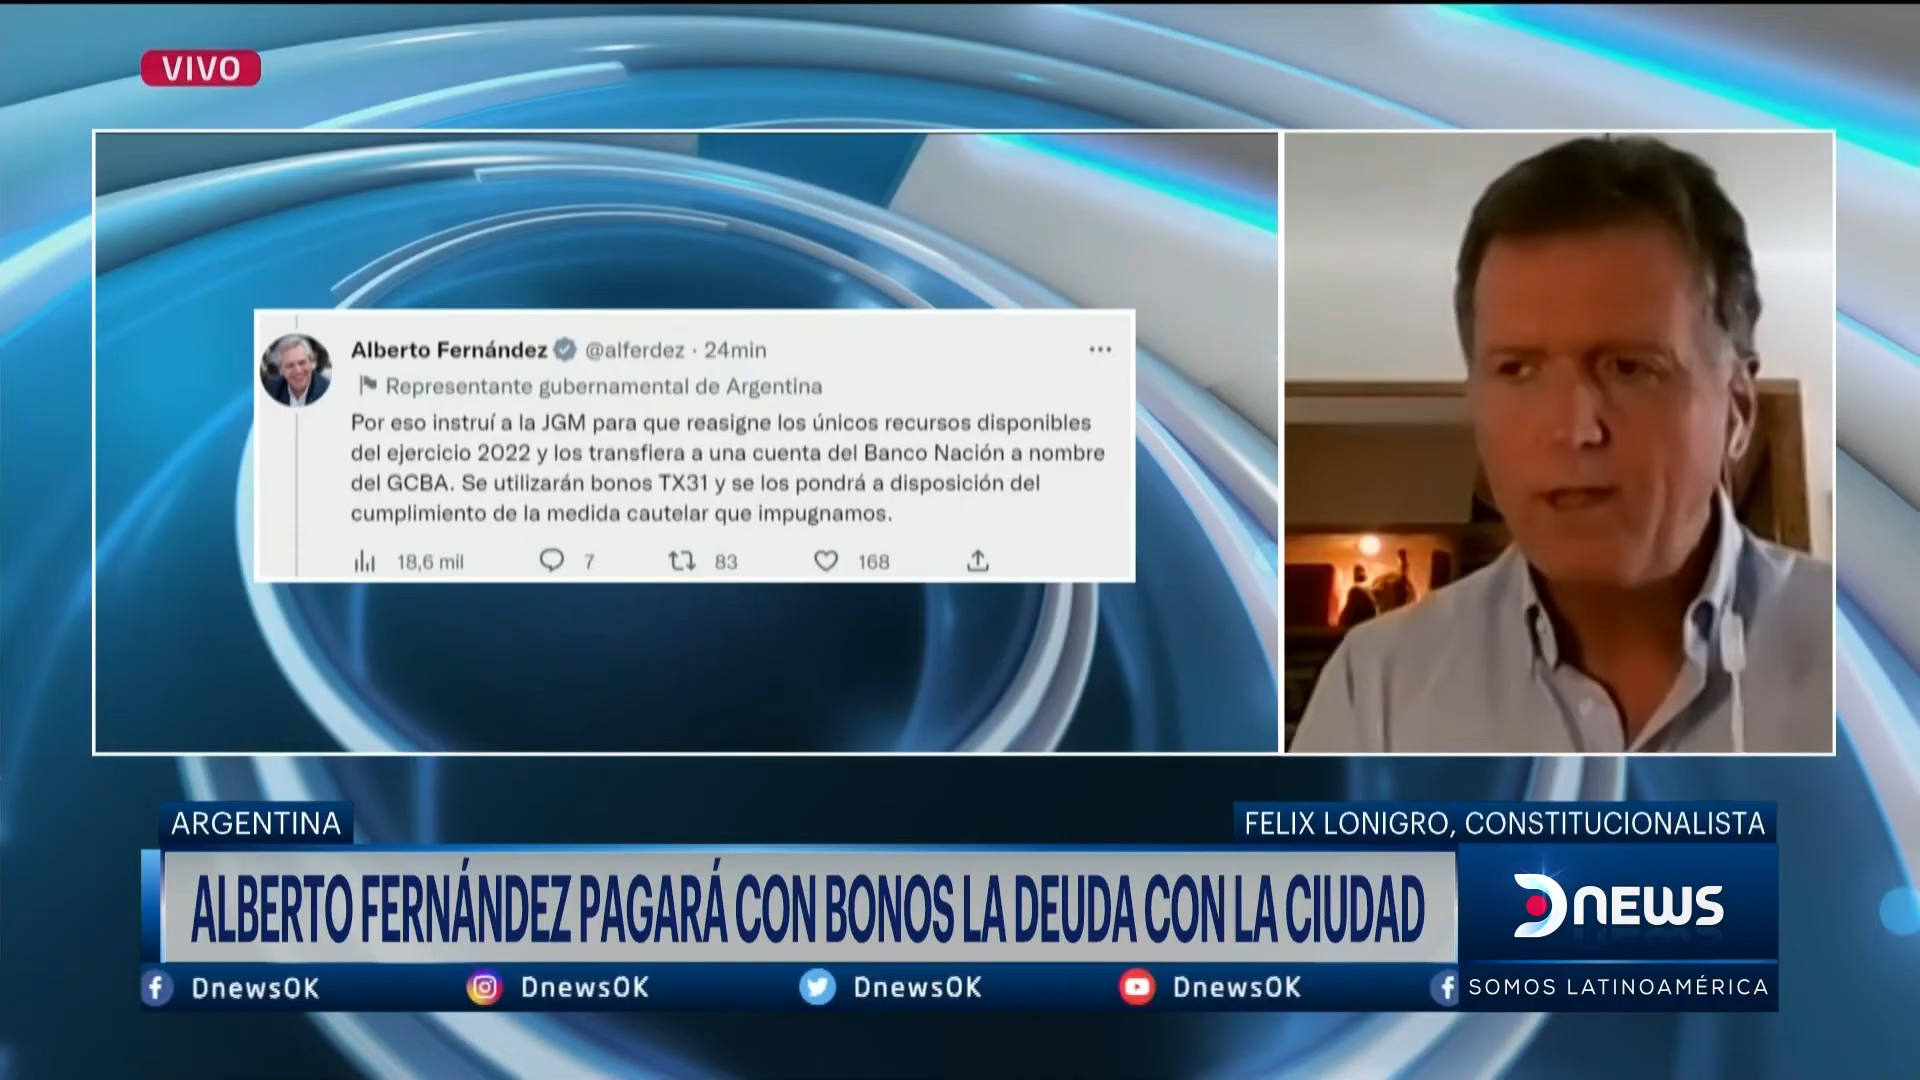 VIVO
Alberto Fernández @alferdez · 24min
Representante gubernamental de Argentina
Por eso instruí a la JGM para que reasigne los únicos recursos disponibles
del ejercicio 2022 y los transfiera a una cuenta del Banco Nación a nombre
del GCBA. Se utilizarán bonos TX31 y se los pondrá a disposición del
cumplimiento de la medida cautelar que impugnamos.
18,6 mil 7 83 168
ARGENTINA
FELIX LONIGRO, CONSTITUCIONALISTA
ALBERTO FERNÁNDEZ PAGARÁ CON BONOS LA DEUDA CON LA CIUDAD
DNEWS
DnewsOK DnewsOK DnewsOK DnewsOK
SOMOS LATINOAMÉRICA